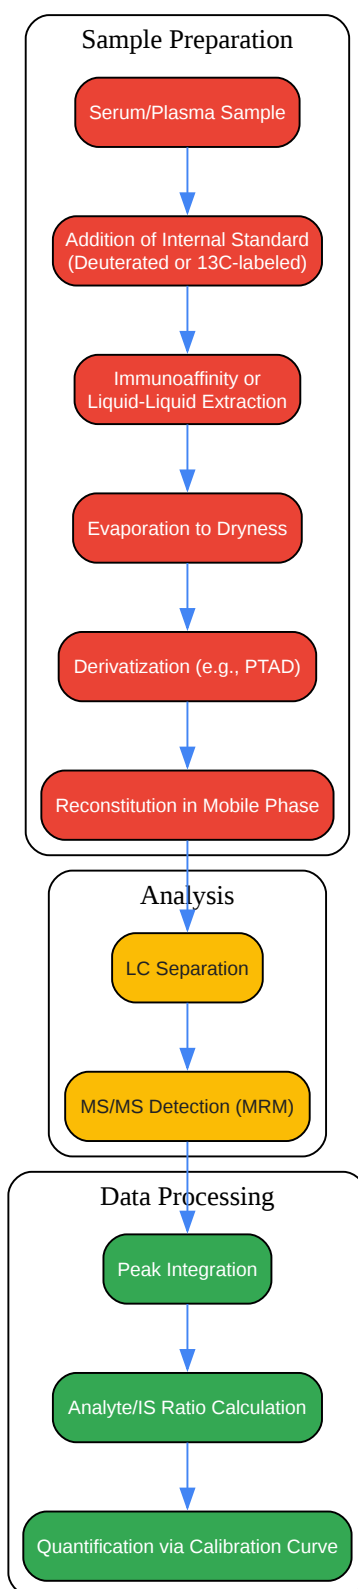 Sample Preparation
Serum/Plasma Sample
Addition of Internal Standard
(Deuterated or 13C-labeled)
Immunoaffinity or
Liquid-Liquid Extraction
Evaporation to Dryness
Derivatization (e.g., PTAD)
Reconstitution in Mobile Phase
Analysis
LC Separation
MS/MS Detection (MRM)
Data Processing
Peak Integration
Analyte/IS Ratio Calculation
Quantification via Calibration Curve